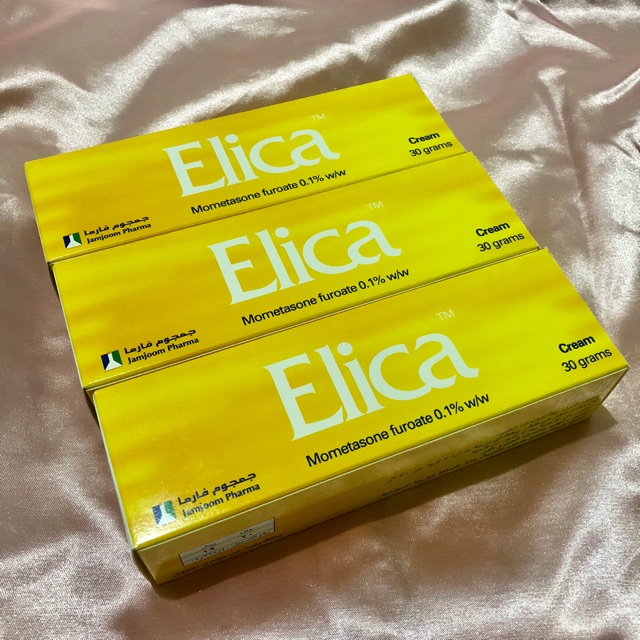 Elica™
Mometasone furoate 0.1% w/w
Cream
30 grams
جمجوم فارما
Jamjoom Pharma
Elica™
Mometasone furoate 0.1% w/w
Cream
30 grams
جمجوم فارما
Jamjoom Pharma
Elica™
Mometasone furoate 0.1% w/w
Cream
30 grams
جمجوم فارما
Jamjoom Pharma